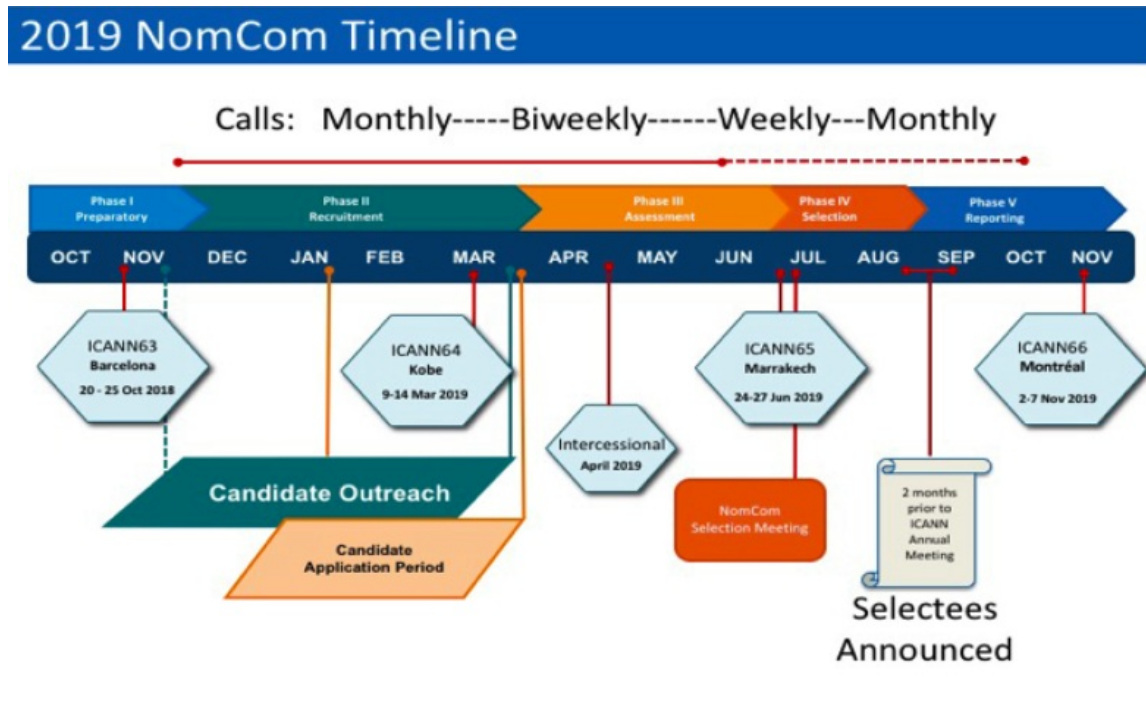 2019 NomCom Timeline
Calls: Monthly-----Biweekly------Weekly---Monthly
Phase I
Preparatory
Phase II
Recruitment
Phase III
Assessment
Phase IV
Selection
Phase V
Reporting
OCT NOV DEC JAN FEB MAR APR MAY JUN JUL AUG SEP OCT NOV
ICANN63
Barcelona
20 - 25 Oct 2018
ICANN64
Kobe
9-14 Mar 2019
Intercessional
April 2019
ICANN65
Marrakech
24-27 Jun 2019
ICANN66
Montréal
2-7 Nov 2019
Candidate Outreach
Candidate
Application Period
NomCom
Selection Meeting
2 months
prior to
ICANN
Annual
Meeting
Selectees
Announced